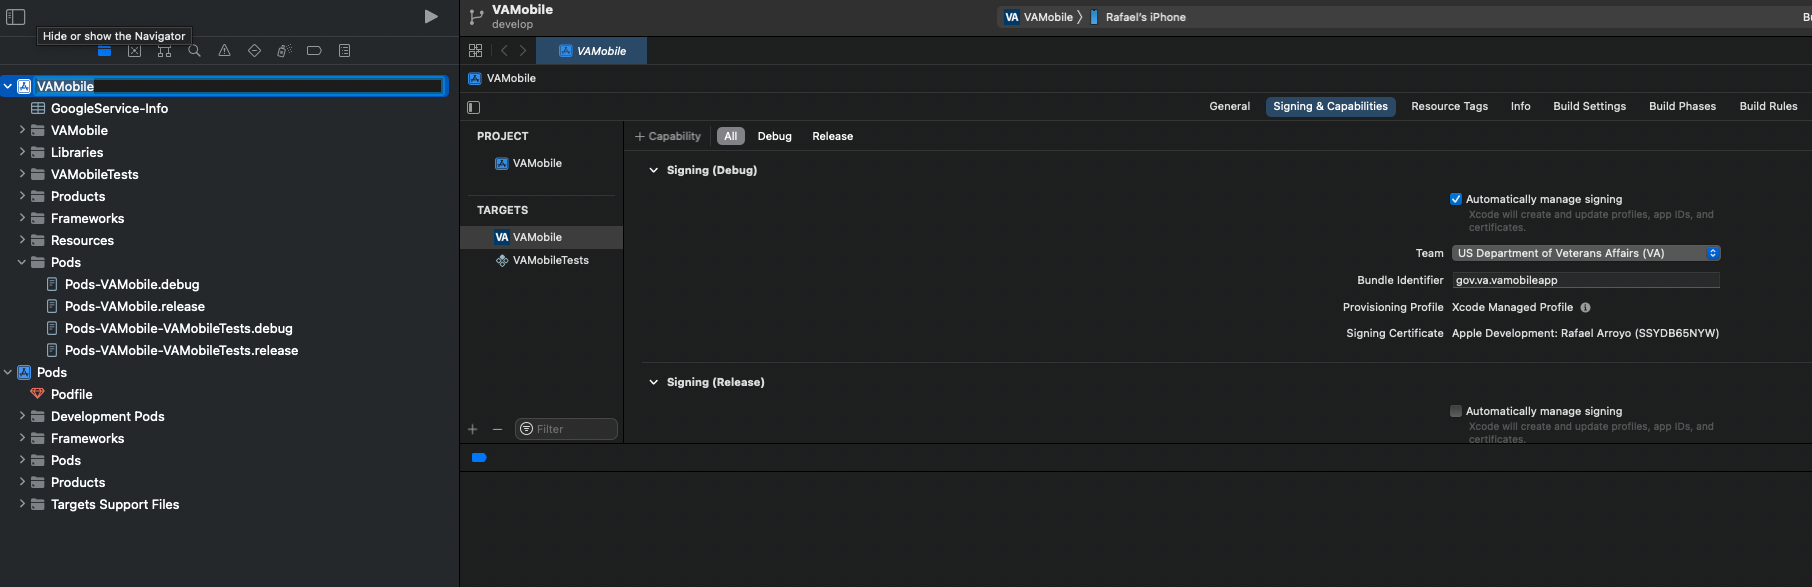 VAMobile
develop
VA VAMobile 〉 Rafael's iPhone
Hide or show the Navigator
VAMobile
VAMobile
GoogleService-Info
VAMobile
Libraries
VAMobileTests
Products
Frameworks
Resources
Pods
Pods-VAMobile.debug
Pods-VAMobile.release
Pods-VAMobile-VAMobileTests.debug
Pods-VAMobile-VAMobileTests.release
Pods
Podfile
Development Pods
Frameworks
Pods
Products
Targets Support Files
VAMobile
General Signing & Capabilities Resource Tags Info Build Settings Build Phases Build Rules
PROJECT
VAMobile
TARGETS
VA VAMobile
VAMobileTests
Filter
+ Capability All Debug Release
Signing (Debug)
Automatically manage signing
Xcode will create and update profiles, app IDs, and
certificates.
Team US Department of Veterans Affairs (VA)
Bundle Identifier gov.va.vamobileapp
Provisioning Profile Xcode Managed Profile
Signing Certificate Apple Development: Rafael Arroyo (SSYDB65NYW)
Signing (Release)
Automatically manage signing
Xcode will create and update profiles, app IDs, and
certificates.